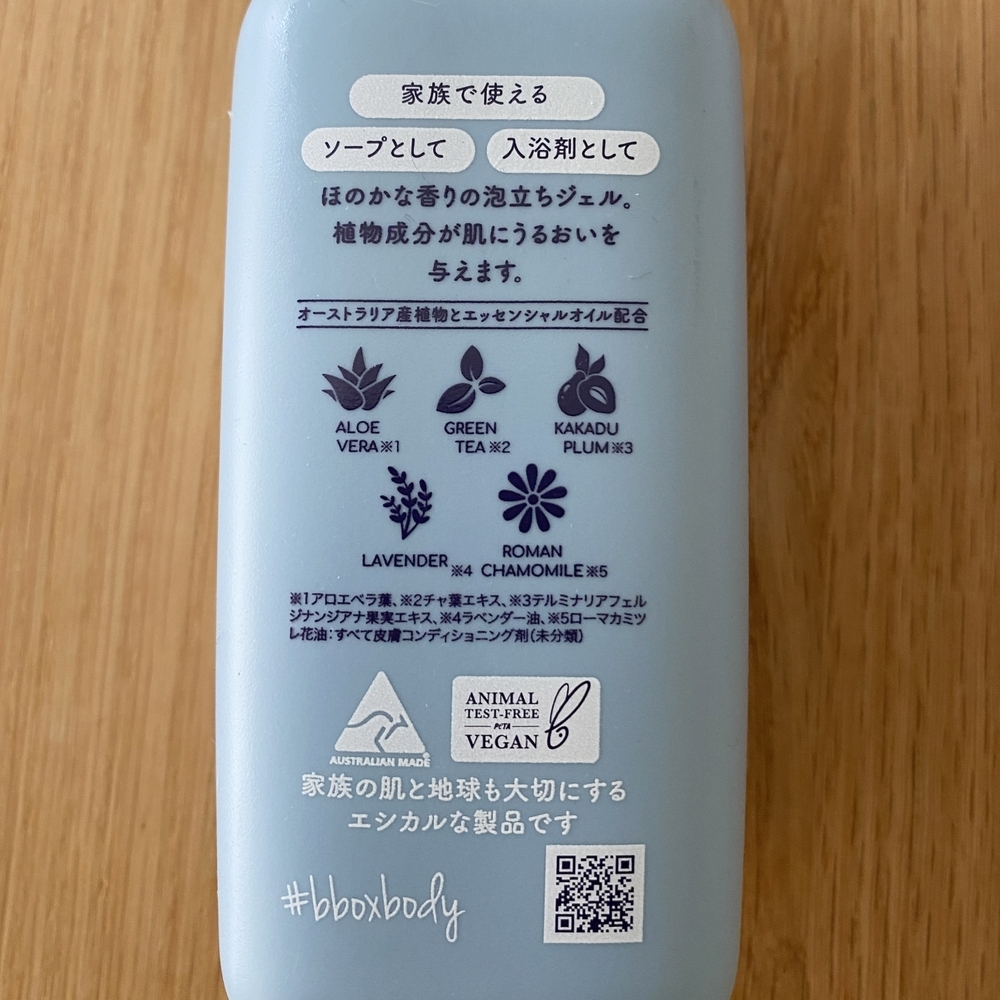 家族で使える
ソープとして 入浴剤として
ほのかな香りの泡立ちジェル。
植物成分が肌にうるおいを
与えます。
オーストラリア産植物とエッセンシャルオイル配合
ALOE
VERA※1
GREEN
TEA※2
KAKADU
PLUM※3
LAVENDER※4
ROMAN
CHAMOMILE※5
※1アロエベラ葉、※2チャ葉エキス、※3テルミナリアフェル
ジナンジアナ果実エキス、※4ラベンダー油、※5ローマカミツ
レ花油：すべて皮膚コンディショニング剤（未分類）
AUSTRALIAN MADE
ANIMAL
TEST-FREE
PETA
VEGAN
家族の肌と地球も大切にする
エシカルな製品です
#bboxbody